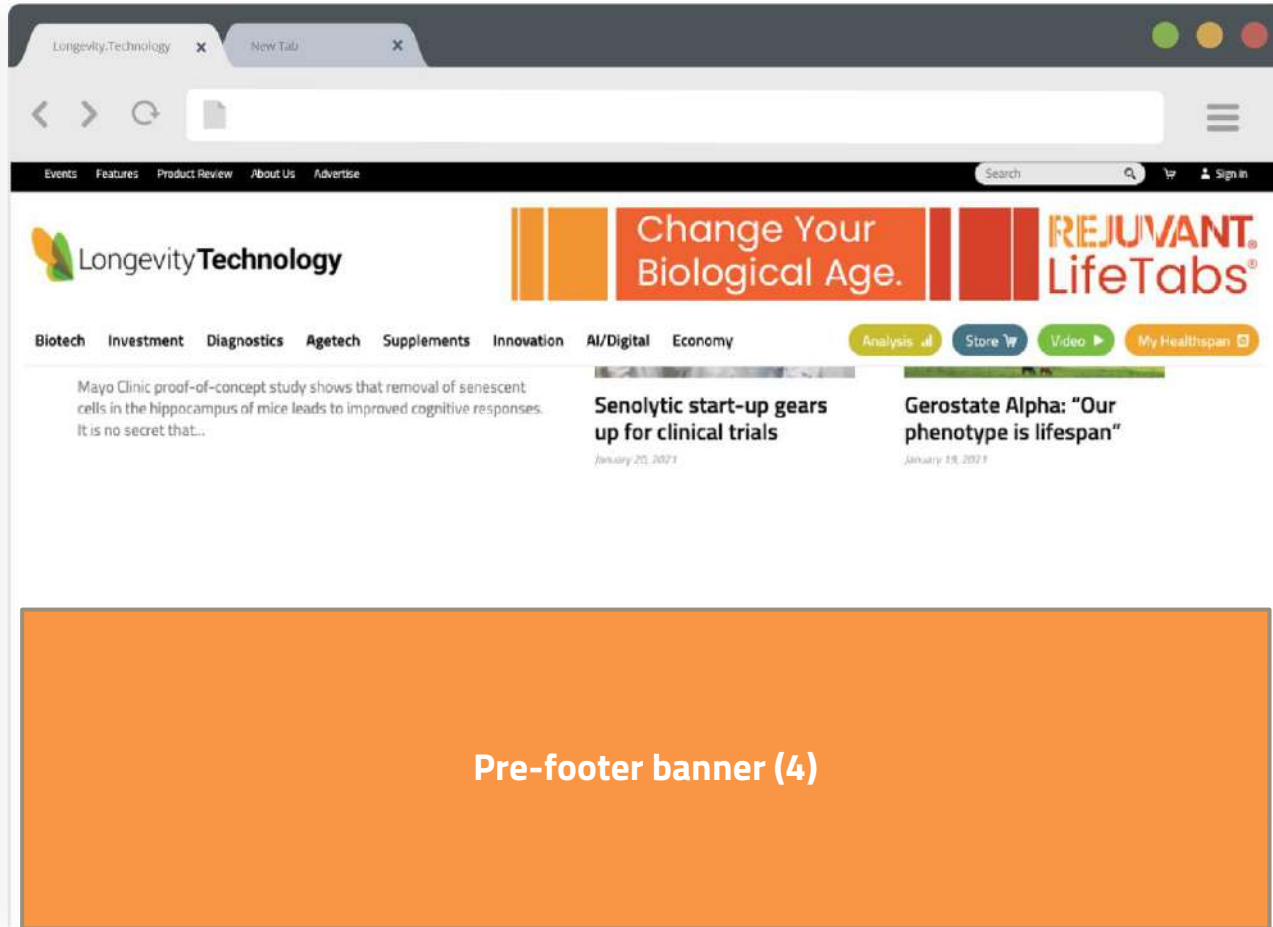 Longevity.Technology
New Tab
Events Features Product Review About Us Advertise
Search
Sign in
Longevity Technology
Change Your
Biological Age.
REJUVANT®
LifeTabs®
Biotech Investment Diagnostics Agetech Supplements Innovation AI/Digital Economy
Analysis
Store
Video
My Healthspan
Mayo Clinic proof-of-concept study shows that removal of senescent
cells in the hippocampus of mice leads to improved cognitive responses.
It is no secret that...
Senolytic start-up gears
up for clinical trials
January 20, 2021
Gerostate Alpha: “Our
phenotype is lifespan”
January 19, 2021
Pre-footer banner (4)